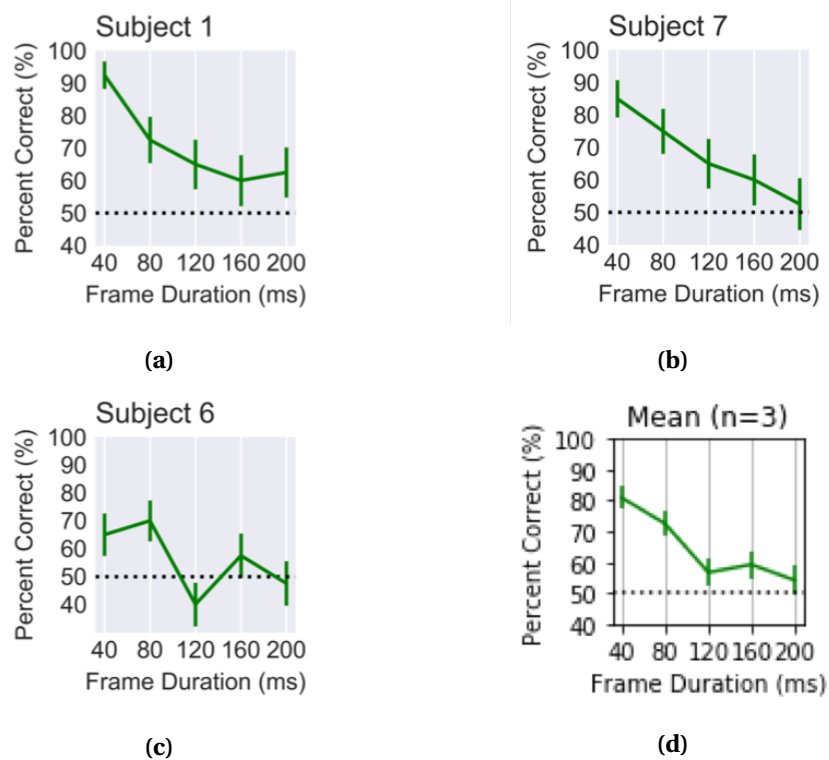 Subject 1
Percent Correct (%)
100
90
80
70
60
50
40
40 80 120 160 200
Frame Duration (ms)
(a)
Subject 7
Percent Correct (%)
100
90
80
70
60
50
40
40 80 120 160 200
Frame Duration (ms)
(b)
Subject 6
Percent Correct (%)
100
90
80
70
60
50
40
40 80 120 160 200
Frame Duration (ms)
(c)
Mean (n=3)
Percent Correct (%)
100
90
80
70
60
50
40
40 80 120 160 200
Frame Duration (ms)
(d)